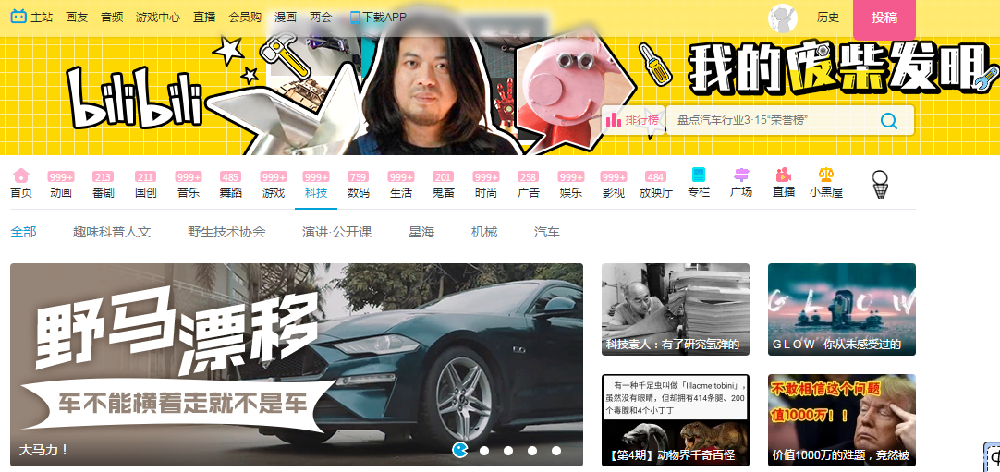 主站 画友 音频 游戏中心 直播 会员购 漫画 两会 下载APP 历史 投稿
bilibili
我的废柴发明
排行榜 盘点汽车行业3·15“荣誉榜”
999+ 213 211 999+ 485 999+ 999+ 759 999+ 201 999+ 258 999+ 999+ 484
首页 动画 番剧 国创 音乐 舞蹈 游戏 科技 数码 生活 鬼畜 时尚 广告 娱乐 影视 放映厅 专栏 广场 直播 小黑屋
全部 趣味科普人文 野生技术协会 演讲·公开课 星海 机械 汽车
野马漂移
车不能横着走就不是车
5.0
大马力！
科技袁人：有了研究氢弹的
GLOW
GLOW-你从未感受过的
有一种千足虫叫做「Illacme tobini」,
虽然没有眼睛，但却拥有414条腿、200
个毒腺和4个小丁丁
【第4期】动物界千奇百怪
不敢相信这个问题
值1000万！！
价值1000万的难题，竟然被